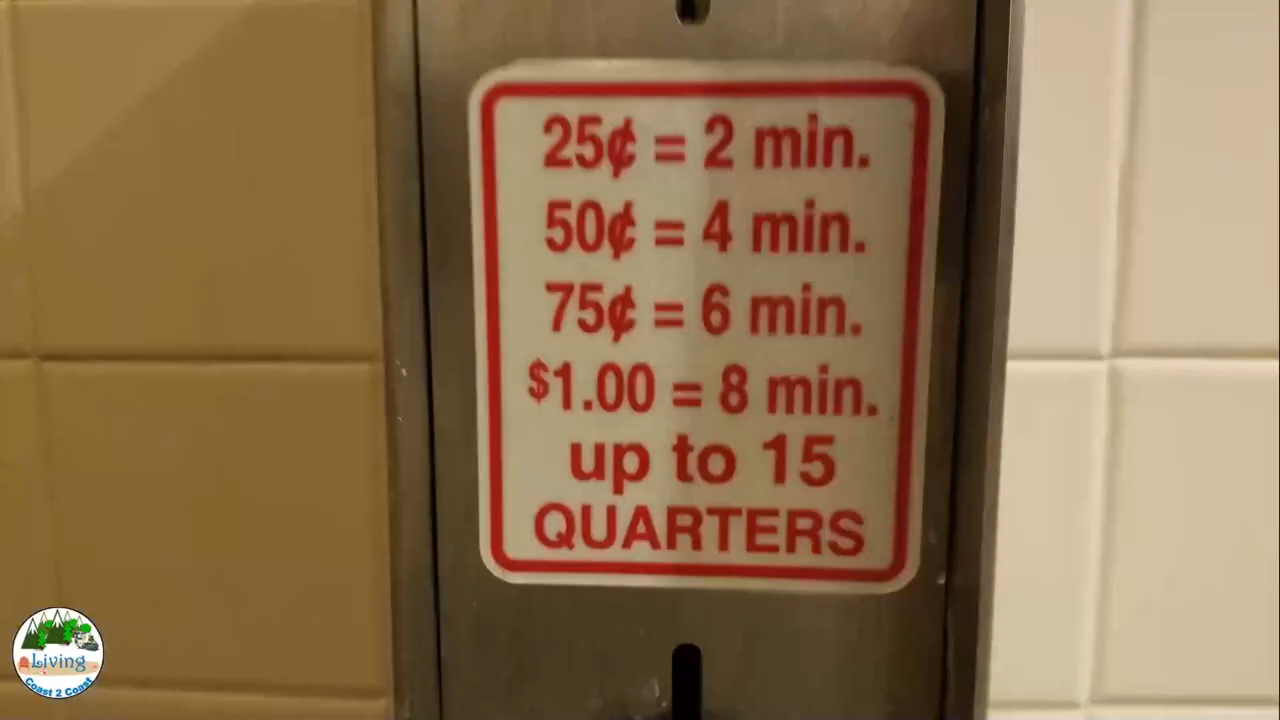 25¢ = 2 min.
50¢ = 4 min.
75¢ = 6 min.
$1.00 = 8 min.
up to 15
QUARTERS
Living
Coast 2 Coast